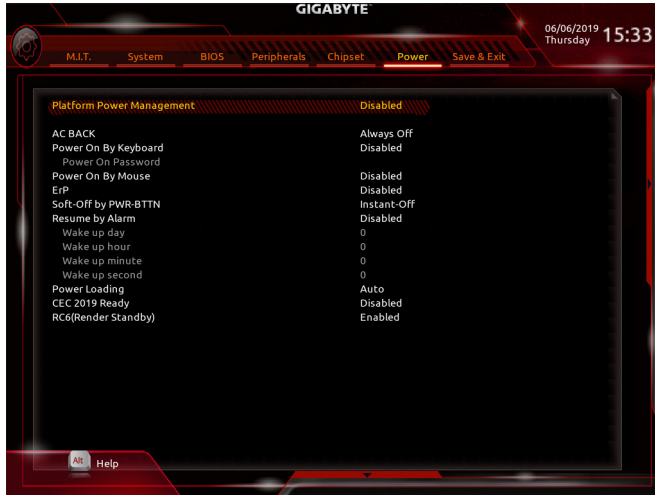 GIGABYTE™
06/06/2019
Thursday
15:33
M.I.T. System BIOS Peripherals Chipset Power Save & Exit
Platform Power Management Disabled
AC BACK Always Off
Power On By Keyboard Disabled
Power On Password
Power On By Mouse Disabled
ErP Disabled
Soft-Off by PWR-BTTN Instant-Off
Resume by Alarm Disabled
Wake up day 0
Wake up hour 0
Wake up minute 0
Wake up second 0
Power Loading Auto
CEC 2019 Ready Disabled
RC6(Render Standby) Enabled
Alt Help